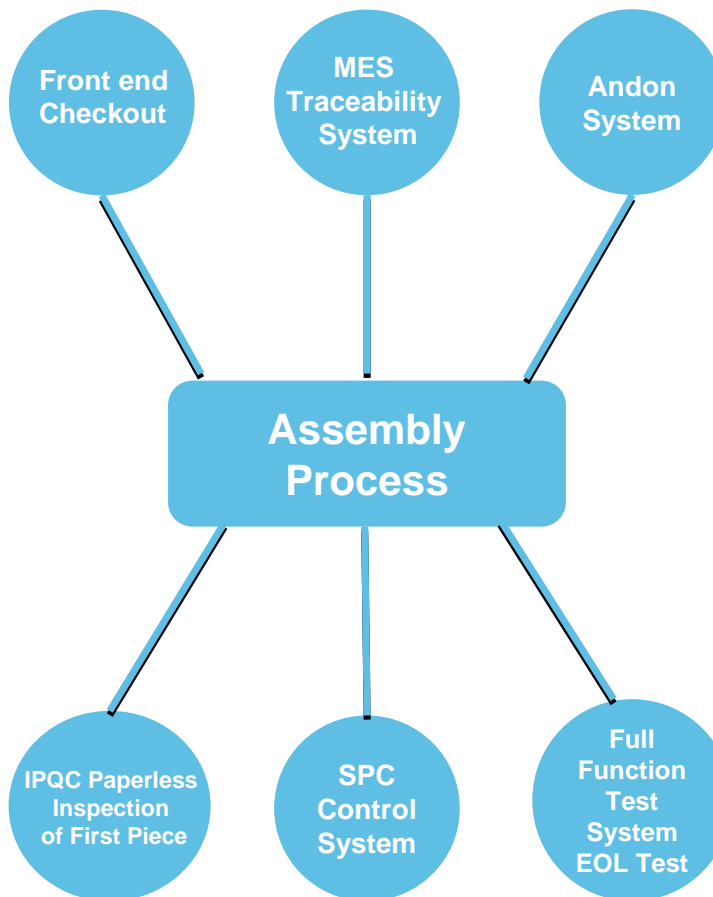 Front end
Checkout
MES
Traceability
System
Andon
System
Assembly
Process
IPQC Paperless
Inspection
of First Piece
SPC
Control
System
Full
Function
Test
System
EOL Test